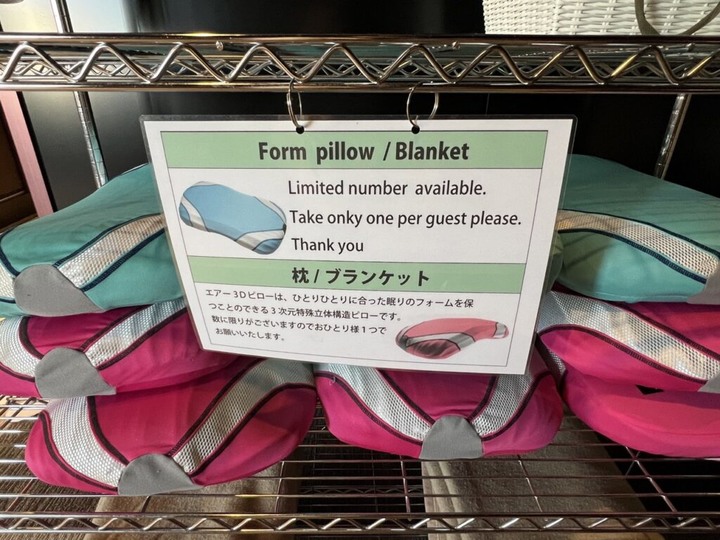 Form pillow / Blanket
Limited number available.
Take onky one per guest please.
Thank you
枕 / ブランケット
エアー3Dピローは、ひとりひとりに合った眠りのフォームを保
つことのできる3次元特殊立体構造ピローです。
数に限りがございますのでおひとり様1つで
お願いいたします。